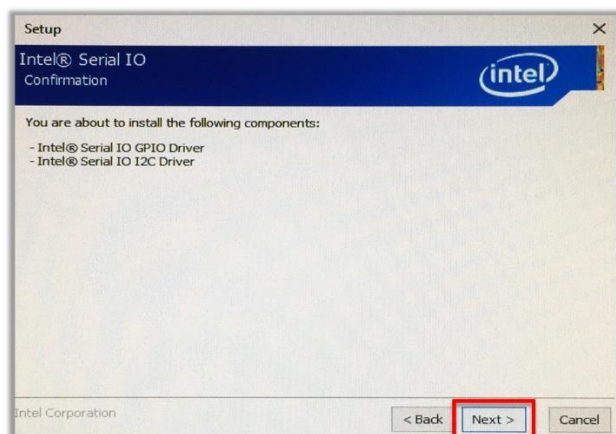 Setup
Intel® Serial IO
Confirmation
intel
You are about to install the following components:
- Intel® Serial IO GPIO Driver
- Intel® Serial IO I2C Driver
Intel Corporation
< Back
Next >
Cancel